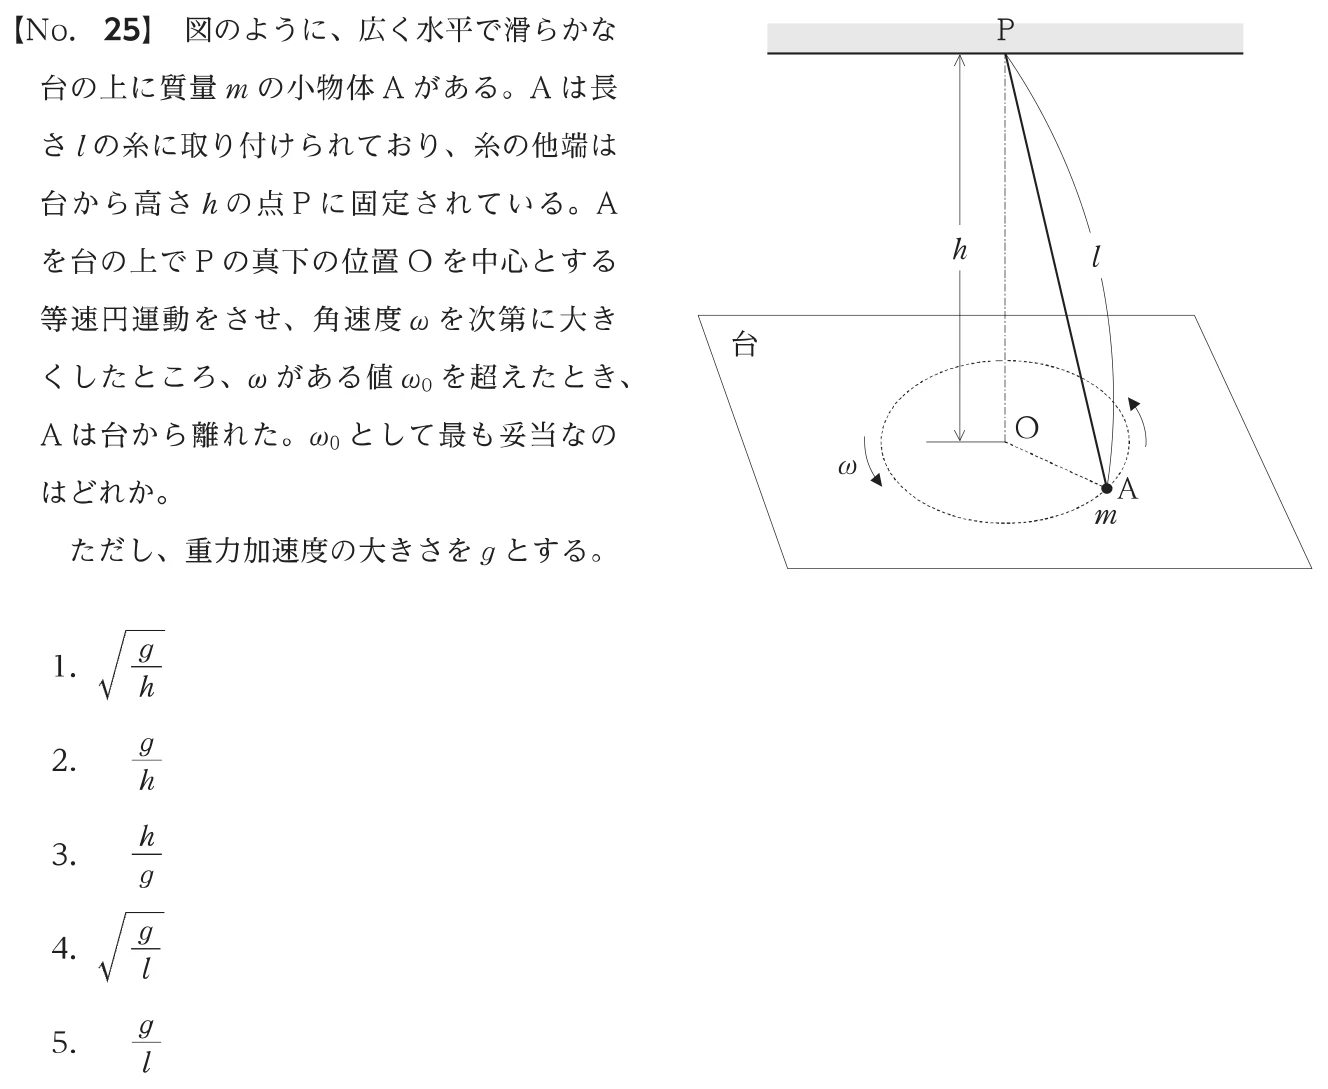 【No. 25】 図のように、広く水平で滑らかな
台の上に質量 m の小物体 A がある。A は長
さ l の糸に取り付けられており、糸の他端は
台から高さ h の点 P に固定されている。A
を台の上で P の真下の位置 O を中心とする
等速円運動をさせ、角速度 ω を次第に大き
くしたところ、ω がある値 ω₀ を超えたとき、
A は台から離れた。ω₀ として最も妥当なの
はどれか。
ただし、重力加速度の大きさを g とする。
1. √(g/h)
2. g/h
3. h/g
4. √(g/l)
5. g/l
P
h
l
台
O
ω
A
m